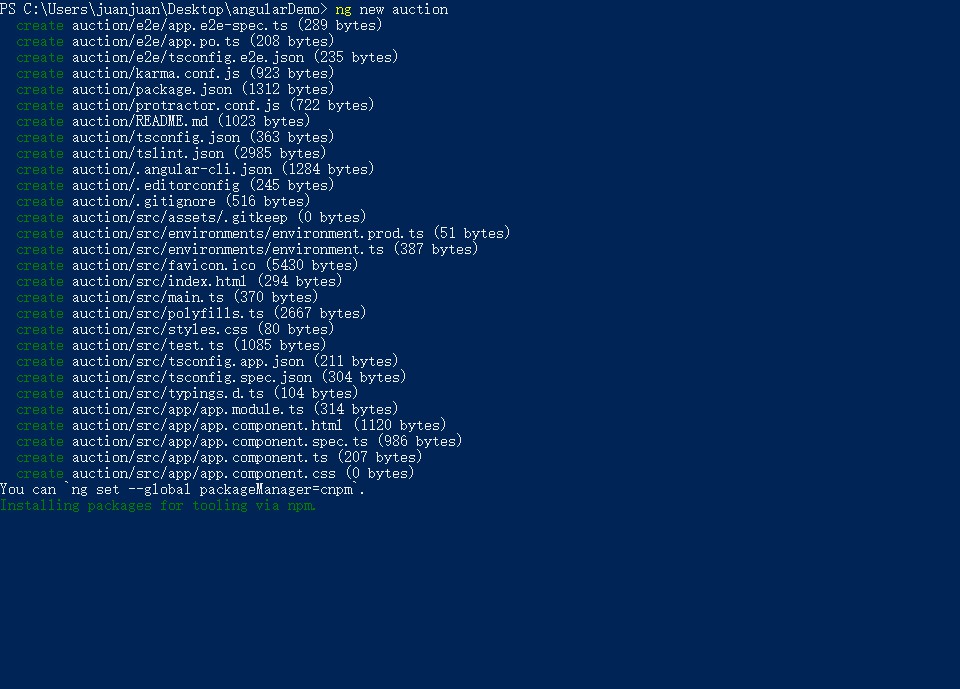 PS C:\Users\juanjuan\Desktop\angularDemo> ng new auction
create auction/e2e/app.e2e-spec.ts (289 bytes)
create auction/e2e/app.po.ts (208 bytes)
create auction/e2e/tsconfig.e2e.json (235 bytes)
create auction/karma.conf.js (923 bytes)
create auction/package.json (1312 bytes)
create auction/protractor.conf.js (722 bytes)
create auction/README.md (1023 bytes)
create auction/tsconfig.json (363 bytes)
create auction/tslint.json (2985 bytes)
create auction/.angular-cli.json (1284 bytes)
create auction/.editorconfig (245 bytes)
create auction/.gitignore (516 bytes)
create auction/src/assets/.gitkeep (0 bytes)
create auction/src/environments/environment.prod.ts (51 bytes)
create auction/src/environments/environment.ts (387 bytes)
create auction/src/favicon.ico (5430 bytes)
create auction/src/index.html (294 bytes)
create auction/src/main.ts (370 bytes)
create auction/src/polyfills.ts (2667 bytes)
create auction/src/styles.css (80 bytes)
create auction/src/test.ts (1085 bytes)
create auction/src/tsconfig.app.json (211 bytes)
create auction/src/tsconfig.spec.json (304 bytes)
create auction/src/typings.d.ts (104 bytes)
create auction/src/app/app.module.ts (314 bytes)
create auction/src/app/app.component.html (1120 bytes)
create auction/src/app/app.component.spec.ts (986 bytes)
create auction/src/app/app.component.ts (207 bytes)
create auction/src/app/app.component.css (0 bytes)
You can `ng set --global packageManager=cnpm`.
Installing packages for tooling via npm.